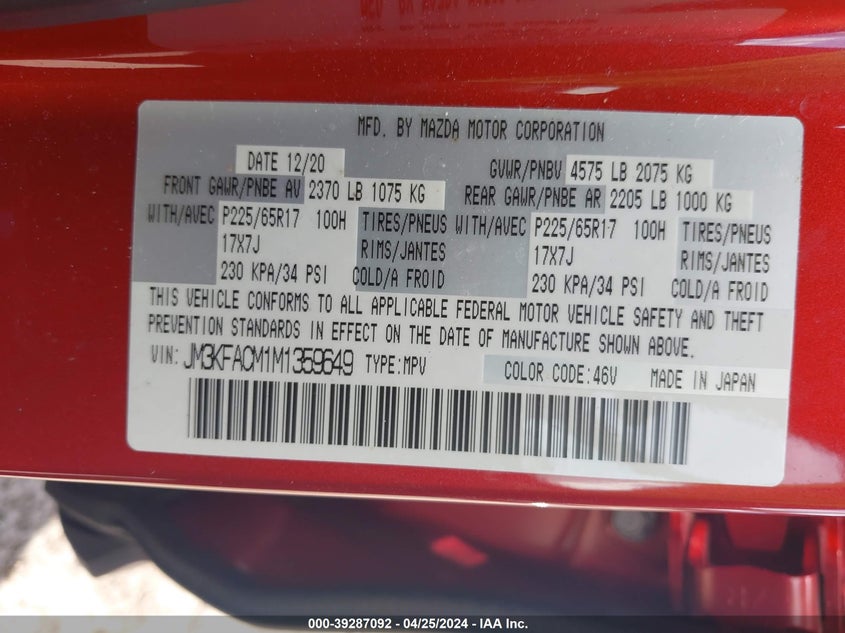 MFD. BY MAZDA MOTOR CORPORATION
DATE 12/20 GVWR/PNBV 4575 LB 2075 KG
FRONT GAWR/PNBE AV 2370 LB 1075 KG REAR GAWR/PNBE AR 2205 LB 1000 KG
WITH/AVEC P225/65R17 100H TIRES/PNEUS WITH/AVEC P225/65R17 100H TIRES/PNEUS
17X7J RIMS/JANTES 17X7J RIMS/JANTES
230 KPA/34 PSI COLD/A FROID 230 KPA/34 PSI COLD/A FROID
THIS VEHICLE CONFORMS TO ALL APPLICABLE FEDERAL MOTOR VEHICLE SAFETY AND THEFT
PREVENTION STANDARDS IN EFFECT ON THE DATE OF MANUFACTURE SHOWN ABOVE.
VIN: JM3KFACM1M1359649 TYPE:MPV COLOR CODE:46V MADE IN JAPAN
000-39287092 - 04/25/2024 - IAA Inc.